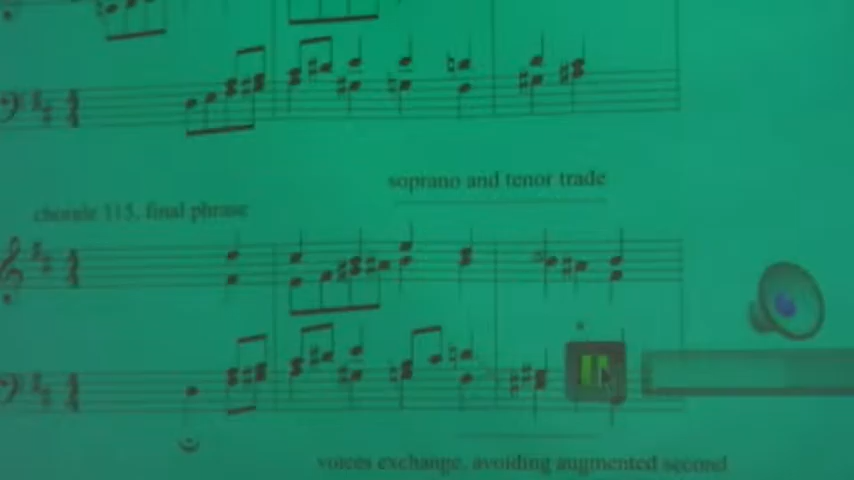 soprano and tenor trade
chorale 115, final phrase
voices exchange, avoiding augmented second